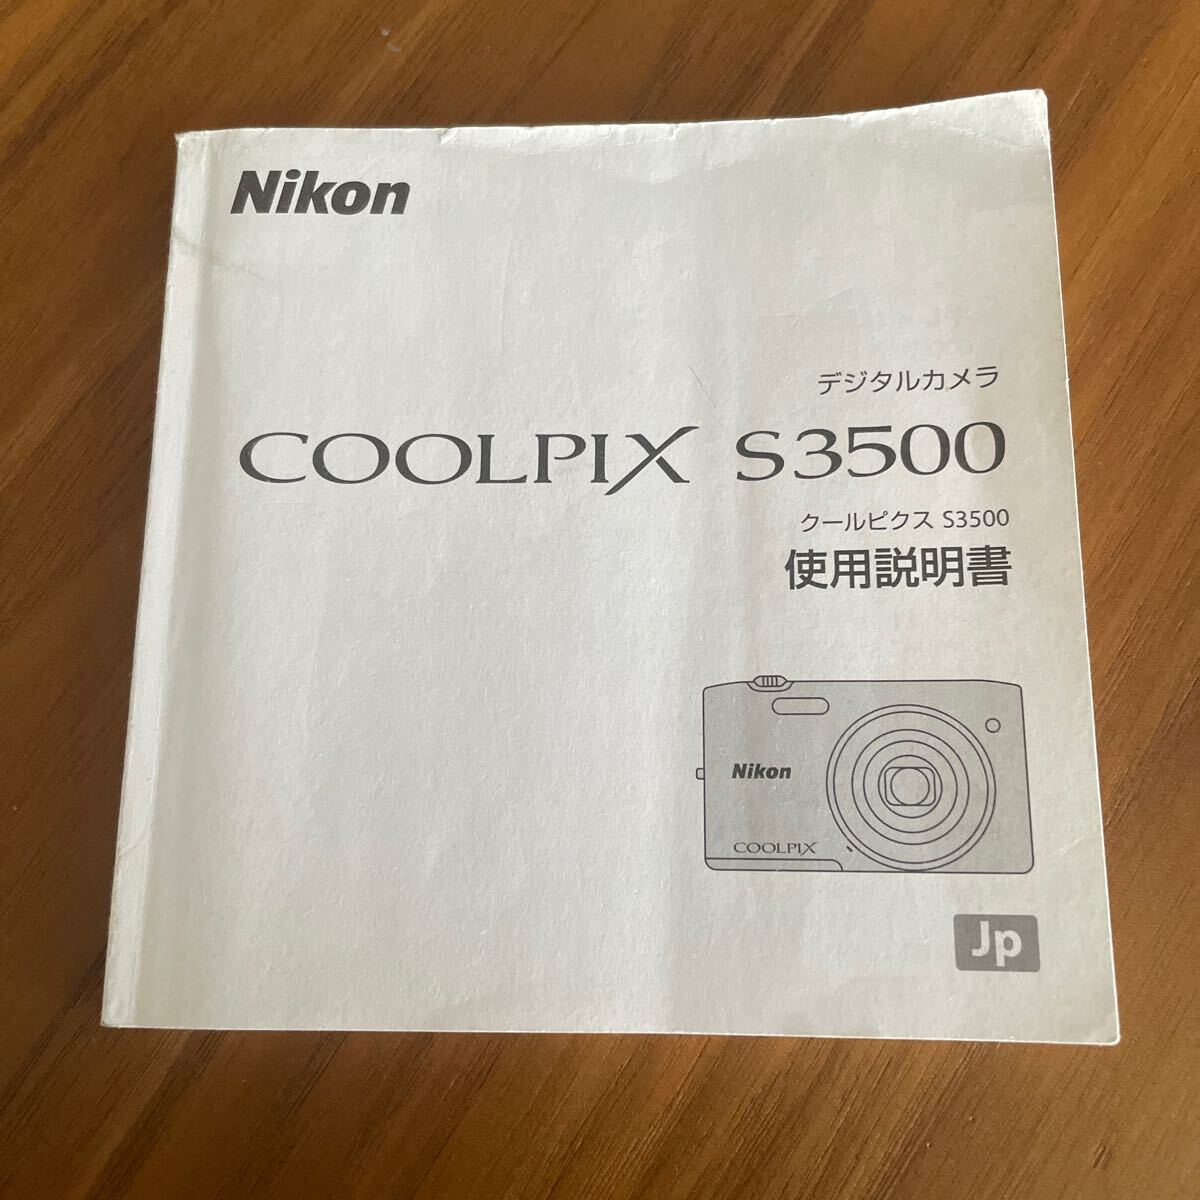 Nikon
デジタルカメラ
COOLPIX S3500
クールピクス S3500
使用説明書
Nikon
COOLPIX
Jp